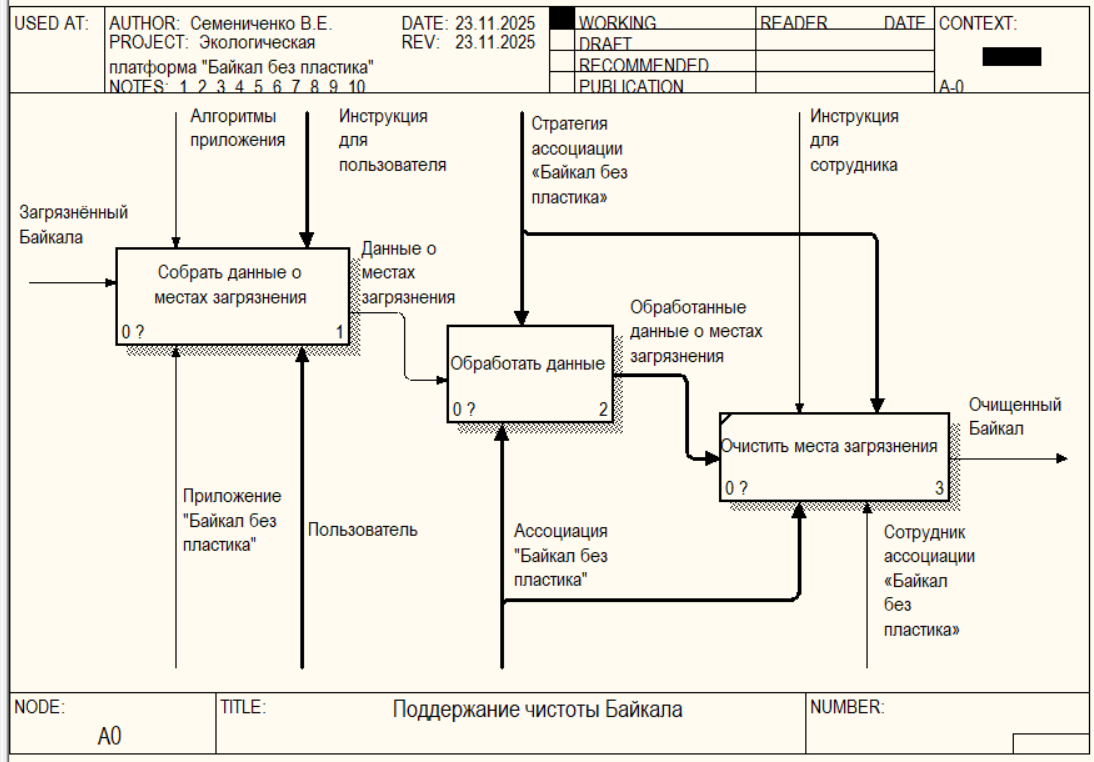 USED AT:
AUTHOR: Семениченко В.Е.
DATE: 23.11.2025
PROJECT: Экологическая
REV: 23.11.2025
платформа "Байкал без пластика"
NOTES: 1 2 3 4 5 6 7 8 9 10
WORKING
DRAFT
RECOMMENDED
PUBLICATION
READER
DATE
CONTEXT:
A-0
Алгоритмы
приложения
Инструкция
для
пользователя
Стратегия
ассоциации
«Байкал без
пластика»
Инструкция
для
сотрудника
Загрязнённый
Байкала
Собрать данные о
местах загрязнения
0 ?
1
Данные о
местах
загрязнения
Обработать данные
0 ?
2
Обработанные
данные о местах
загрязнения
Очистить места загрязнения
0 ?
3
Очищенный
Байкал
Приложение
"Байкал без
пластика"
Пользователь
Ассоциация
"Байкал без
пластика"
Сотрудник
ассоциации
«Байкал
без
пластика»
NODE:
A0
TITLE:
Поддержание чистоты Байкала
NUMBER: